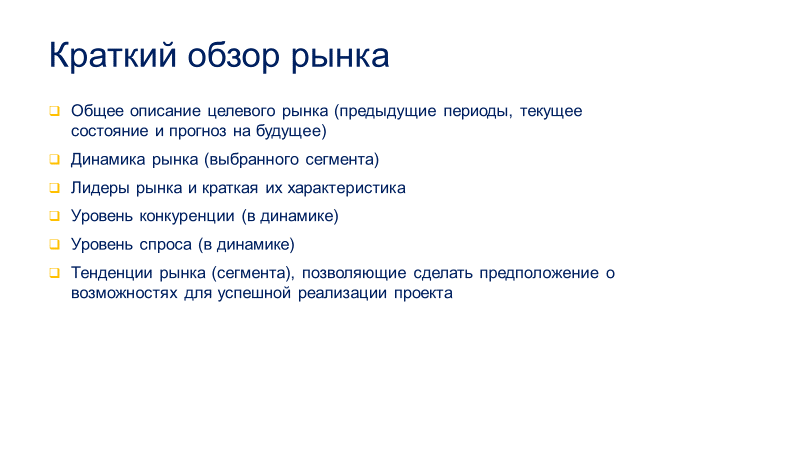 Краткий обзор рынка
Общее описание целевого рынка (предыдущие периоды, текущее
состояние и прогноз на будущее)
Динамика рынка (выбранного сегмента)
Лидеры рынка и краткая их характеристика
Уровень конкуренции (в динамике)
Уровень спроса (в динамике)
Тенденции рынка (сегмента), позволяющие сделать предположение о
возможностях для успешной реализации проекта